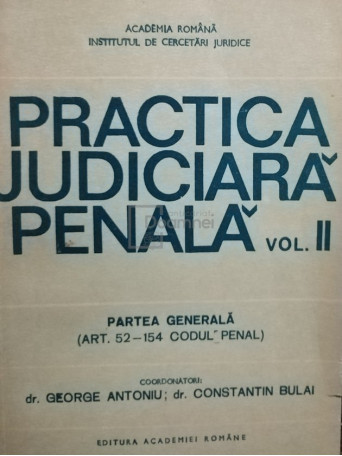 ACADEMIA ROMÂNĂ
INSTITUTUL DE CERCETĂRI JURIDICE
PRACTICA
JUDICIARĂ
PENALĂ VOL. II
PARTEA GENERALĂ
(ART. 52–154 CODUL PENAL)
COORDONATORI:
dr. GEORGE ANTONIU; dr. CONSTANTIN BULAI
EDITURA ACADEMIEI ROMÂNE